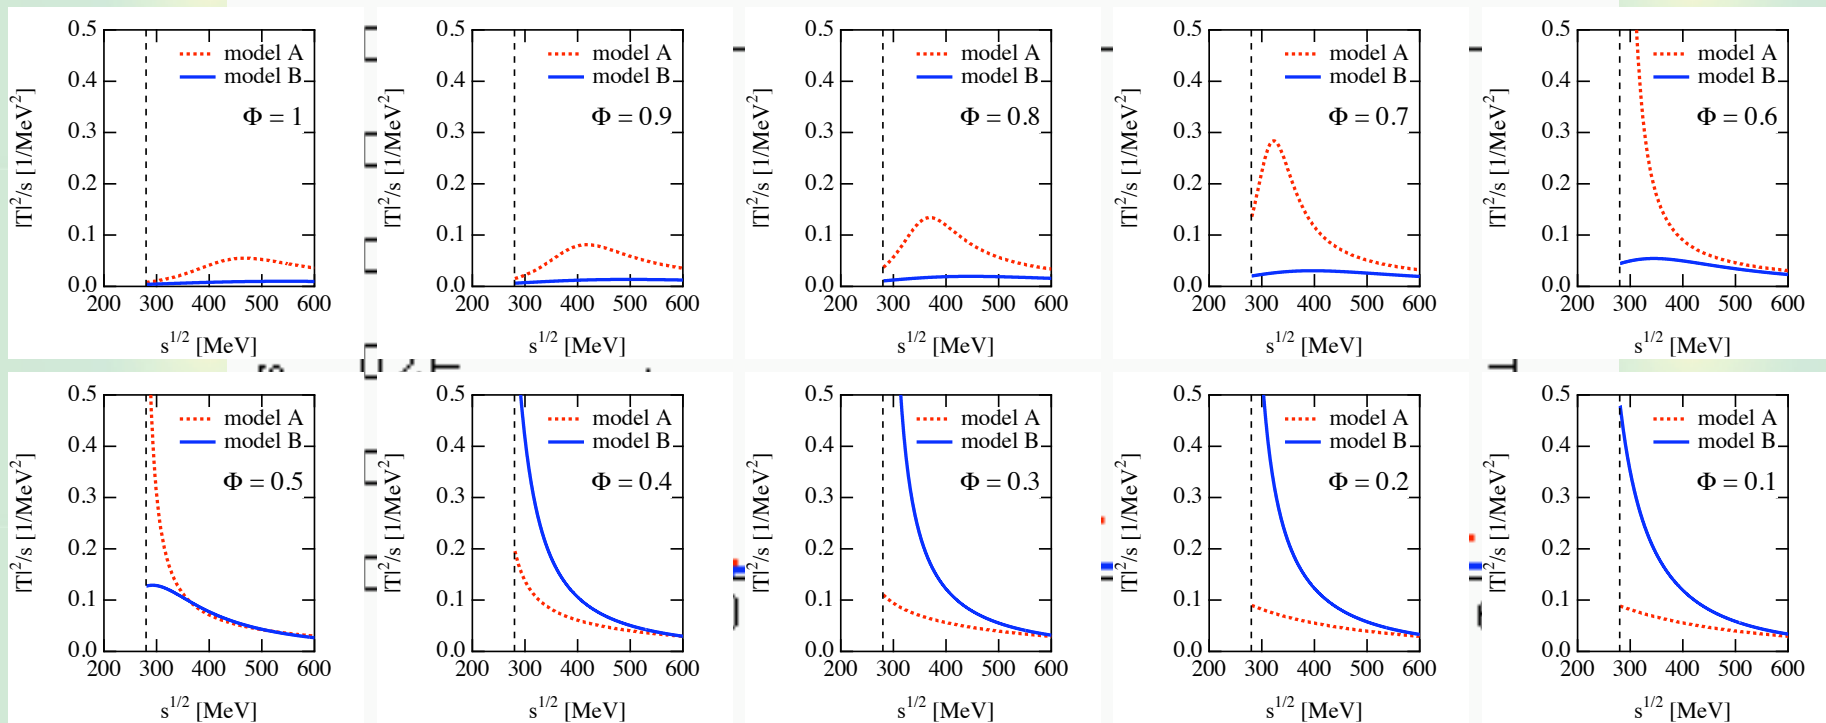 0.5
model A
model B
0.4
Φ = 1
0.3
0.2
0.1
0.0
200 300 400 500 600
|T|²/s [1/MeV²]
s^{1/2} [MeV]
0.5
model A
model B
0.4
Φ = 0.9
0.3
0.2
0.1
0.0
200 300 400 500 600
|T|²/s [1/MeV²]
s^{1/2} [MeV]
0.5
model A
model B
0.4
Φ = 0.8
0.3
0.2
0.1
0.0
200 300 400 500 600
|T|²/s [1/MeV²]
s^{1/2} [MeV]
0.5
model A
model B
0.4
Φ = 0.7
0.3
0.2
0.1
0.0
200 300 400 500 600
|T|²/s [1/MeV²]
s^{1/2} [MeV]
0.5
model A
model B
0.4
Φ = 0.6
0.3
0.2
0.1
0.0
200 300 400 500 600
|T|²/s [1/MeV²]
s^{1/2} [MeV]
0.5
model A
model B
0.4
Φ = 0.5
0.3
0.2
0.1
0.0
200 300 400 500 600
|T|²/s [1/MeV²]
s^{1/2} [MeV]
0.5
model A
model B
0.4
Φ = 0.4
0.3
0.2
0.1
0.0
200 300 400 500 600
|T|²/s [1/MeV²]
s^{1/2} [MeV]
0.5
model A
model B
0.4
Φ = 0.3
0.3
0.2
0.1
0.0
200 300 400 500 600
|T|²/s [1/MeV²]
s^{1/2} [MeV]
0.5
model A
model B
0.4
Φ = 0.2
0.3
0.2
0.1
0.0
200 300 400 500 600
|T|²/s [1/MeV²]
s^{1/2} [MeV]
0.5
model A
model B
0.4
Φ = 0.1
0.3
0.2
0.1
0.0
200 300 400 500 600
|T|²/s [1/MeV²]
s^{1/2} [MeV]